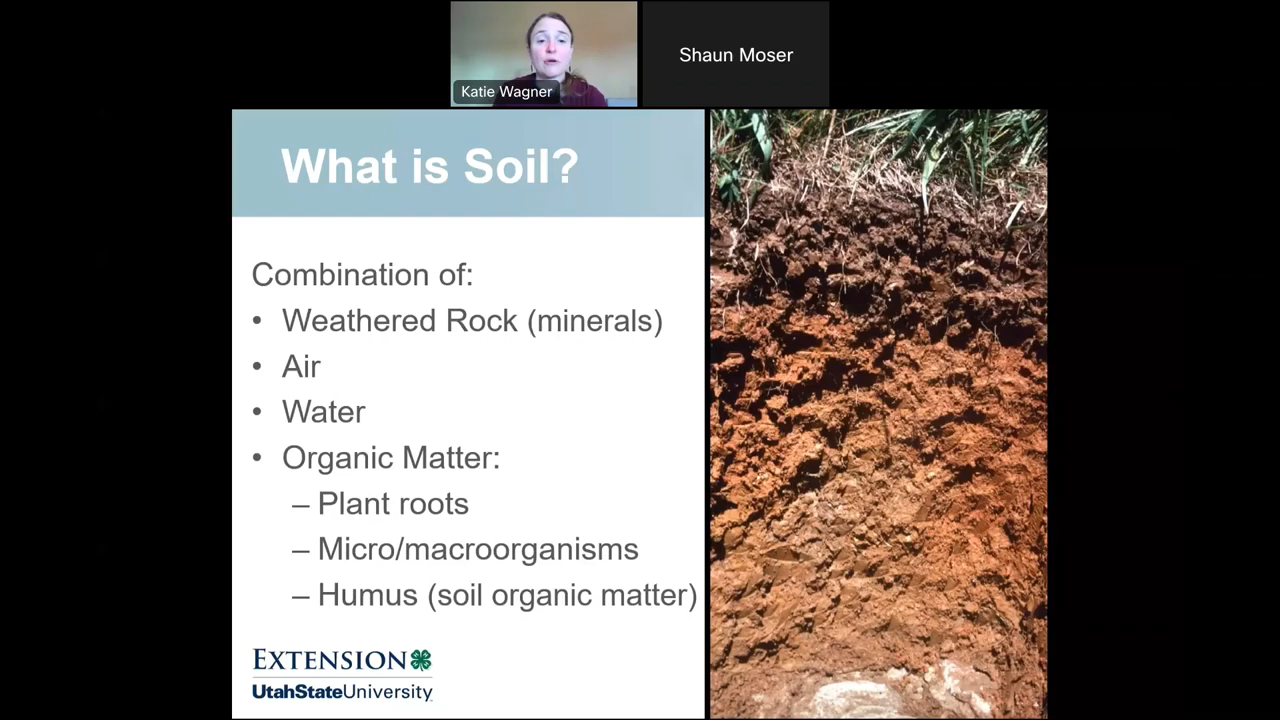 Katie Wagner
Shaun Moser
What is Soil?
Combination of:
• Weathered Rock (minerals)
• Air
• Water
• Organic Matter:
– Plant roots
– Micro/macroorganisms
– Humus (soil organic matter)
EXTENSION
UtahStateUniversity